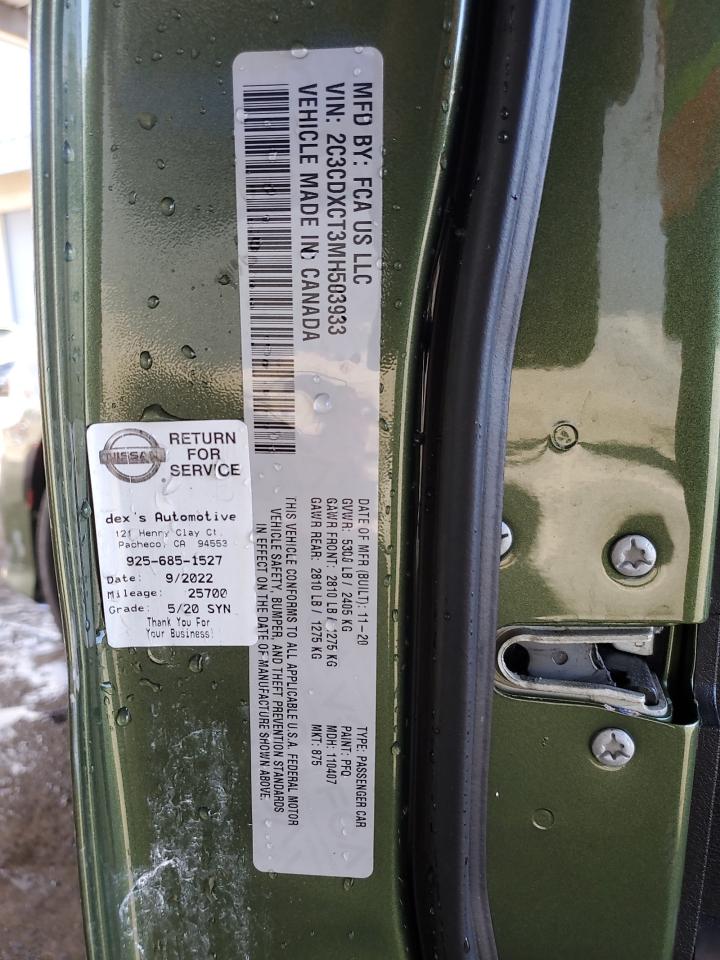 MFD BY: FCA US LLC
VIN: 2C3CDXCT3MH503933
VEHICLE MADE IN: CANADA
DATE OF MFR (BUILT): 11-20
GVWR: 5300 LB / 2405 KG
GAWR FRONT: 2810 LB / 1275 KG
GAWR REAR: 2810 LB / 1275 KG
TYPE: PASSENGER CAR
PAINT: PFQ
MDH: 110407
MKT: 875
THIS VEHICLE CONFORMS TO ALL APPLICABLE U.S.A. FEDERAL MOTOR
VEHICLE SAFETY, BUMPER, AND THEFT PREVENTION STANDARDS
IN EFFECT ON THE DATE OF MANUFACTURE SHOWN ABOVE.
NISSAN
RETURN
FOR
SERVICE
dex's Automotive
121 Henry Clay Ct.
Pacheco, CA 94553
925-685-1527
Date: 9/2022
Mileage: 25700
Grade: 5/20 SYN
Thank You For
Your Business!